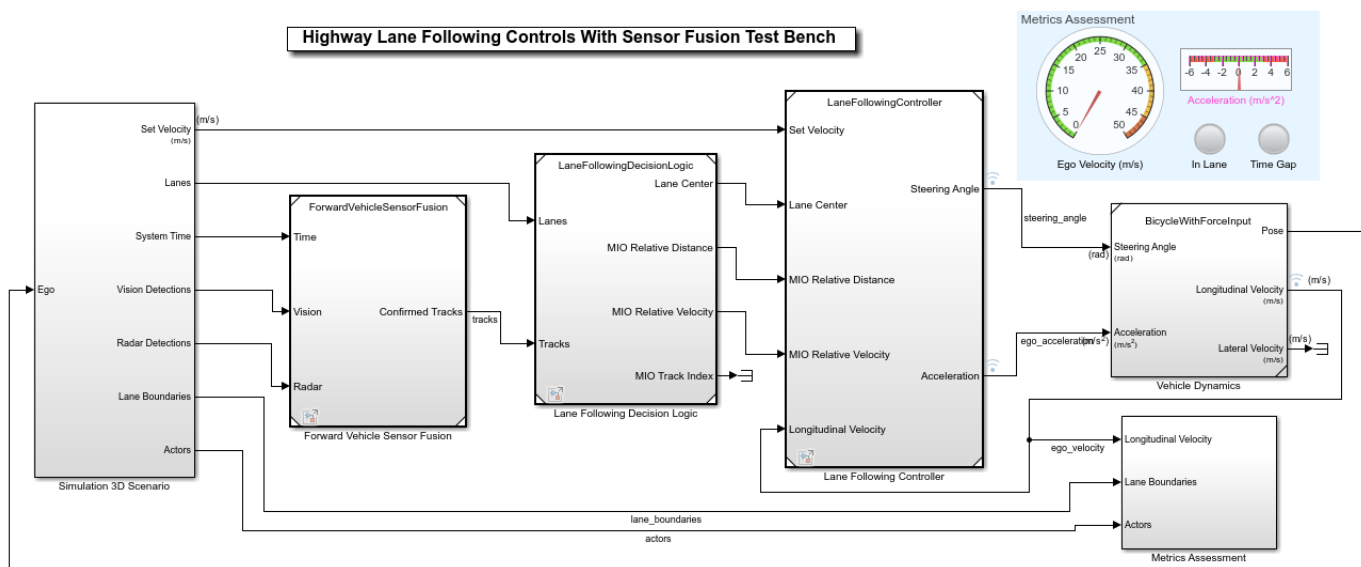 Highway Lane Following Controls With Sensor Fusion Test Bench
Metrics Assessment
0
5
10
15
20
25
30
35
40
45
50
Ego Velocity (m/s)
-6 -4 -2 0 2 4 6
Acceleration (m/s^2)
In Lane
Time Gap
Ego
Set Velocity
(m/s)
Lanes
System Time
Vision Detections
Radar Detections
Lane Boundaries
Actors
Simulation 3D Scenario
(m/s)
ForwardVehicleSensorFusion
Time
Vision
Radar
Confirmed Tracks
Forward Vehicle Sensor Fusion
tracks
LaneFollowingDecisionLogic
Lanes
Tracks
Lane Center
MIO Relative Distance
MIO Relative Velocity
MIO Track Index
Lane Following Decision Logic
LaneFollowingController
Set Velocity
Lane Center
MIO Relative Distance
MIO Relative Velocity
Longitudinal Velocity
Steering Angle
Acceleration
Lane Following Controller
steering_angle
(rad)
ego_acceleration
(m/s²)
BicycleWithForceInput
Steering Angle
(rad)
Acceleration
(m/s²)
Pose
Longitudinal Velocity
(m/s)
Lateral Velocity
(m/s)
Vehicle Dynamics
(m/s)
(m/s)
ego_velocity
lane_boundaries
actors
Longitudinal Velocity
Lane Boundaries
Actors
Metrics Assessment